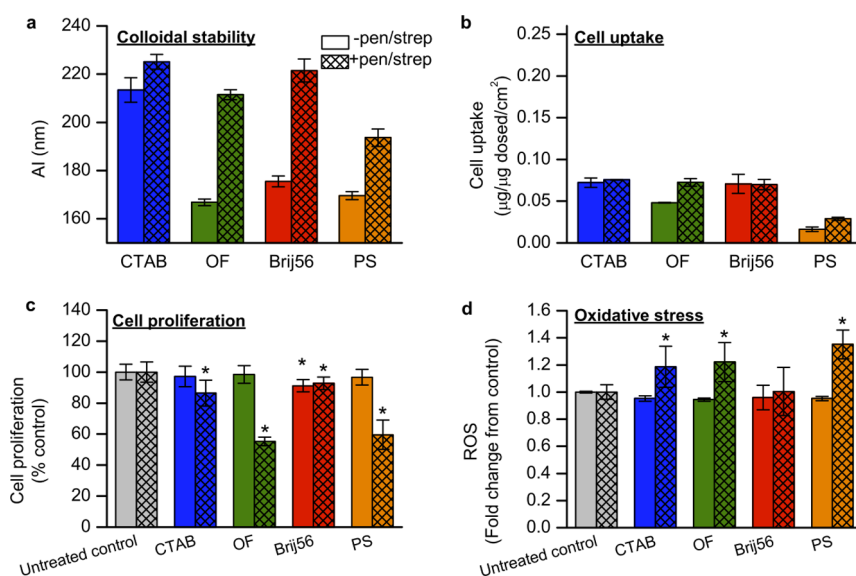 a
Colloidal stability
-pen/strep
+pen/strep
AI (nm)
240
220
200
180
160
CTAB
OF
Brij56
PS
b
Cell uptake
Cell uptake
(µg/µg dosed/cm²)
0.25
0.20
0.15
0.10
0.05
0.00
CTAB
OF
Brij56
PS
c
Cell proliferation
Cell proliferation
(% control)
140
120
100
80
60
40
20
0
*
*
* *
*
Untreated control
CTAB
OF
Brij56
PS
d
Oxidative stress
ROS
(Fold change from control)
1.6
1.4
1.2
1.0
0.8
0.6
0.4
0.2
0.0
*
*
*
Untreated control
CTAB
OF
Brij56
PS